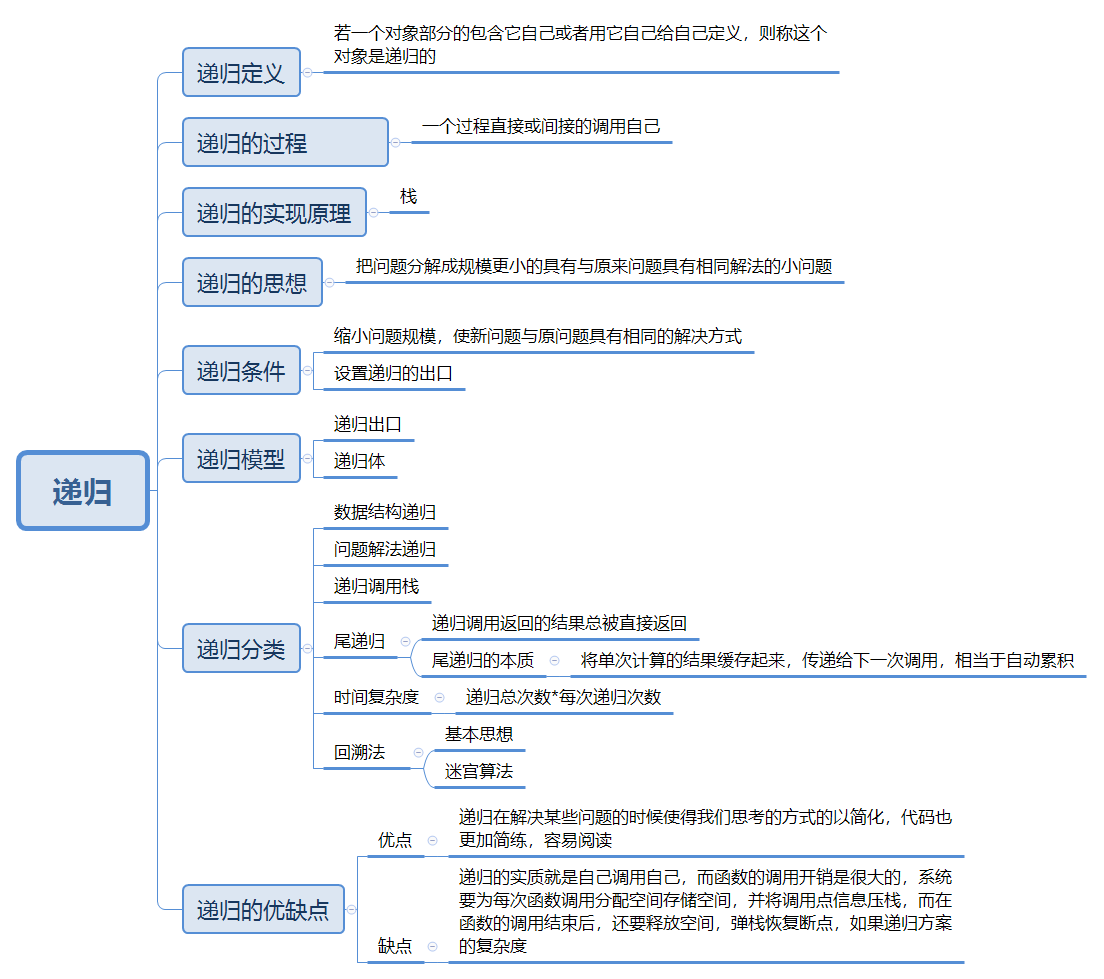 递归
递归定义
若一个对象部分的包含它自己或者用它自己给自己定义，则称这个
对象是递归的
递归的过程
一个过程直接或间接的调用自己
递归的实现原理
栈
递归的思想
把问题分解成规模更小的具有与原来问题具有相同解法的小问题
递归条件
缩小问题规模，使新问题与原问题具有相同的解决方式
设置递归的出口
递归模型
递归出口
递归体
递归分类
数据结构递归
问题解法递归
递归调用栈
尾递归
递归调用返回的结果总被直接返回
尾递归的本质
将单次计算的结果缓存起来，传递给下一次调用，相当于自动累积
时间复杂度
递归总次数*每次递归次数
回溯法
基本思想
迷宫算法
递归的优缺点
优点
递归在解决某些问题的时候使得我们思考的方式的以简化，代码也
更加简练，容易阅读
缺点
递归的实质就是自己调用自己，而函数的调用开销是很大的，系统
要为每次函数调用分配空间存储空间，并将调用点信息压栈，而在
函数的调用结束后，还要释放空间，弹栈恢复断点，如果递归方案
的复杂度